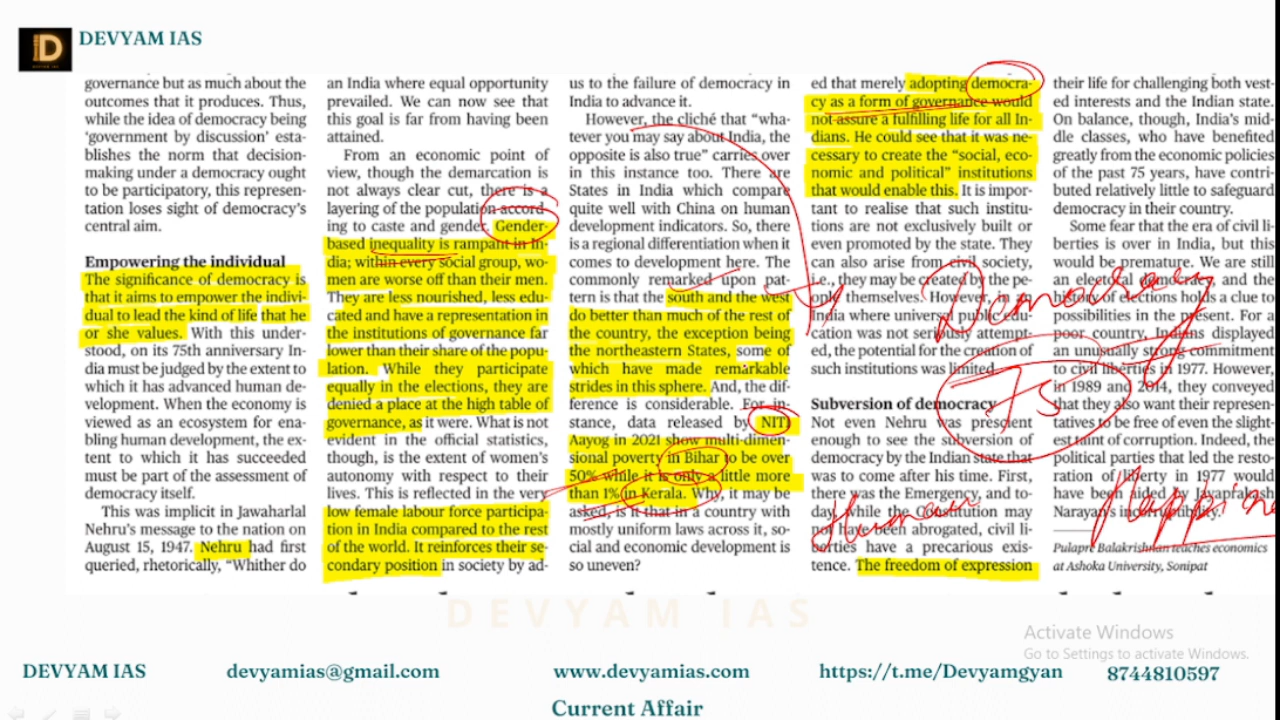 DEVYAM IAS
governance but as much about the
outcomes that it produces. Thus,
while the idea of democracy being
‘government by discussion’ esta-
blishes the norm that decision-
making under a democracy ought
to be participatory, this represen-
tation loses sight of democracy’s
central aim.
Empowering the individual
The significance of democracy is
that it aims to empower the indivi-
dual to lead the kind of life that he
or she values. With this under-
stood, on its 75th anniversary In-
dia must be judged by the extent to
which it has advanced human de-
velopment. When the economy is
viewed as an ecosystem for ena-
bling human development, the ex-
tent to which it has succeeded
must be part of the assessment of
democracy itself.
This was implicit in Jawaharlal
Nehru’s message to the nation on
August 15, 1947. Nehru had first
queried, rhetorically, “Whither do
an India where equal opportunity
prevailed. We can now see that
this goal is far from having been
attained.
From an economic point of
view, though the demarcation is
not always clear cut, there is a
layering of the population accord-
ing to caste and gender. Gender-
based inequality is rampant in In-
dia; within every social group, wo-
men are worse off than their men.
They are less nourished, less edu-
cated and have a representation in
the institutions of governance far
lower than their share of the popu-
lation. While they participate
equally in the elections, they are
denied a place at the high table of
governance, as it were. What is not
evident in the official statistics,
though, is the extent of women’s
autonomy with respect to their
lives. This is reflected in the very
low female labour force participa-
tion in India compared to the rest
of the world. It reinforces their se-
condary position in society by ad-
us to the failure of democracy in
India to advance it.
However, the cliché that “wha-
tever you may say about India, the
opposite is also true” carries over
in this instance too. There are
States in India which compare
quite well with China on human
development indicators. So, there
is a regional differentiation when it
comes to development here. The
commonly remarked upon pat-
tern is that the south and the west
do better than much of the rest of
the country, the exception being
the northeastern States, some of
which have made remarkable
strides in this sphere. And, the dif-
ference is considerable. For in-
stance, data released by NITI
Aayog in 2021 show multi-dimen-
sional poverty in Bihar to be over
50% while it is only a little more
than 1% in Kerala. Why, it may be
asked, is it that in a country with
mostly uniform laws across it, so-
cial and economic development is
so uneven?
ed that merely adopting democra-
cy as a form of governance would
not assure a fulfilling life for all In-
dians. He could see that it was ne-
cessary to create the “social, eco-
nomic and political” institutions
that would enable this. It is impor-
tant to realise that such institu-
tions are not exclusively built or
even promoted by the state. They
can also arise from civil society,
i.e., they may be created by the pe-
ople themselves. However, in an
India where universal public edu-
cation was not seriously attempt-
ed, the potential for the creation of
such institutions was limited.
Subversion of democracy
Not even Nehru was prescient
enough to see the subversion of
democracy by the Indian state that
was to come after his time. First,
there was the Emergency, and to-
day, while the Constitution may
not have been abrogated, civil li-
berties have a precarious exis-
tence. The freedom of expression
their life for challenging both vest-
ed interests and the Indian state.
On balance, though, India’s mid-
dle classes, who have benefited
greatly from the economic policies
of the past 75 years, have contri-
buted relatively little to safeguard
democracy in their country.
Some fear that the era of civil li-
berties is over in India, but this
would be premature. We are still
an electoral democracy, and the
history of elections holds a clue to
possibilities in the present. For a
poor country, Indians displayed
an unusually strong commitment
to civil liberties in 1977. However,
in 1989 and 2014, they conveyed
that they also want their represen-
tatives to be free of even the slight-
est taint of corruption. Indeed, the
political parties that led the resto-
ration of liberty in 1977 would
have been aided by Jayaprakash
Narayan’s incorruptibility.
Pulapre Balakrishnan teaches economics
at Ashoka University, Sonipat
Democracy
75
Human
Happine
DEVYAM IAS
Activate Windows
Go to Settings to activate Windows.
DEVYAM IAS devyamias@gmail.com www.devyamias.com https://t.me/Devyamgyan 8744810597
Current Affair